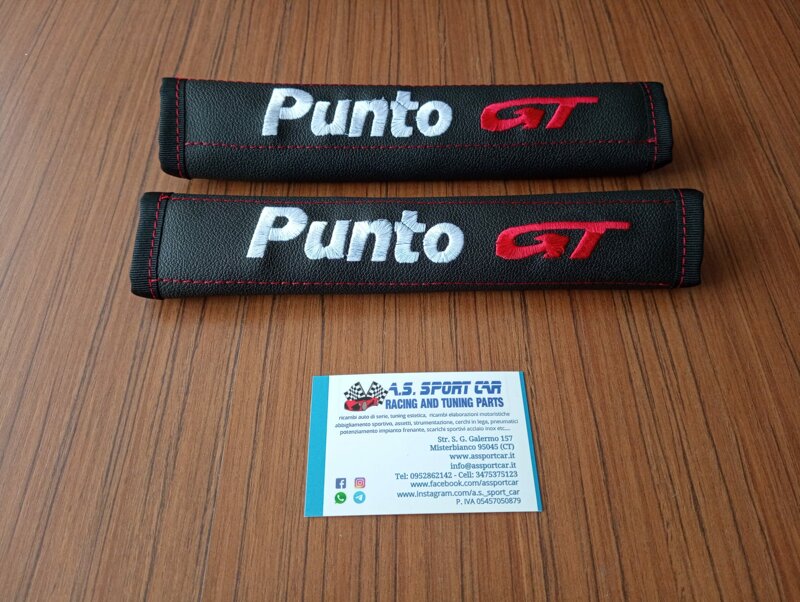 Punto GT
Punto GT
A.S. SPORT CAR
RACING AND TUNING PARTS
ricambi auto di serie, tuning estetica, ricambi elaborazioni motoristiche
abbigliamento sportivo, assetti, strumentazione, cerchi in lega, pneumatici
potenziamento impianto frenante, scarichi sportivi acciaio inox etc....
Str. S. G. Galermo 157
Misterbianco 95045 (CT)
www.assportcar.it
info@assportcar.it
Tel: 0952862142 - Cell: 3475375123
www.facebook.com/assportcar
www.instagram.com/a.s._sport_car
P. IVA 05457050879